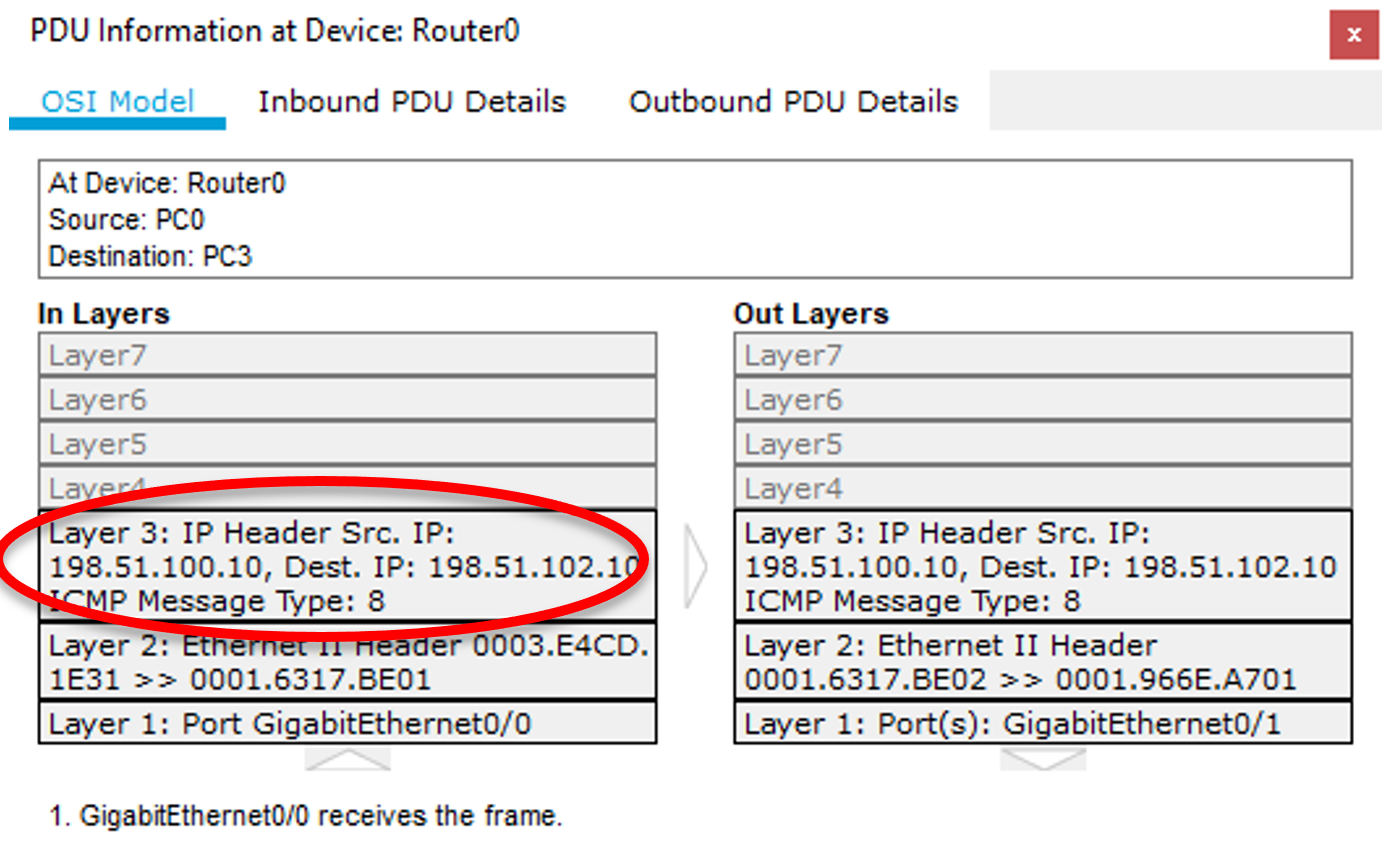 PDU Information at Device: Router0
x
OSI Model
Inbound PDU Details
Outbound PDU Details
At Device: Router0
Source: PC0
Destination: PC3
In Layers
Layer7
Layer6
Layer5
Layer4
Layer 3: IP Header Src. IP:
198.51.100.10, Dest. IP: 198.51.102.10
ICMP Message Type: 8
Layer 2: Ethernet II Header 0003.E4CD.
1E31 >> 0001.6317.BE01
Layer 1: Port GigabitEthernet0/0
Out Layers
Layer7
Layer6
Layer5
Layer4
Layer 3: IP Header Src. IP:
198.51.100.10, Dest. IP: 198.51.102.10
ICMP Message Type: 8
Layer 2: Ethernet II Header
0001.6317.BE02 >> 0001.966E.A701
Layer 1: Port(s): GigabitEthernet0/1
1. GigabitEthernet0/0 receives the frame.